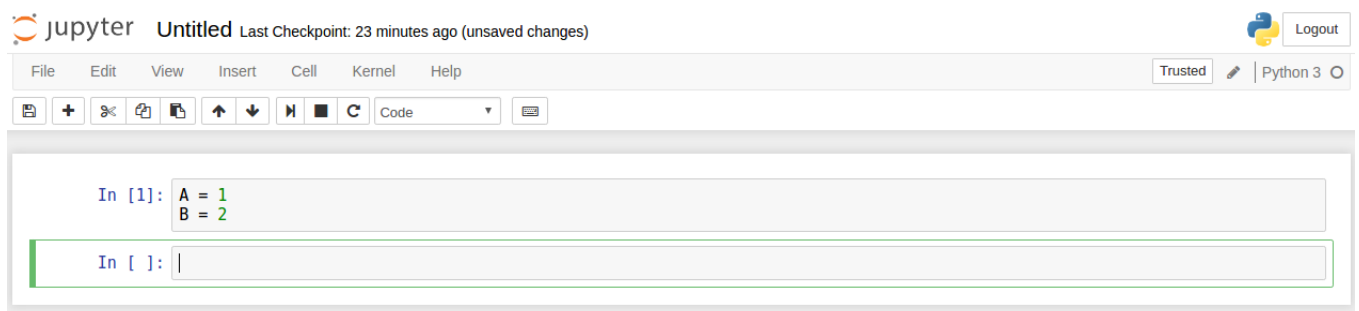 jupyter Untitled Last Checkpoint: 23 minutes ago (unsaved changes) Logout
File Edit View Insert Cell Kernel Help Trusted Python 3
Code
In [1]: A = 1
B = 2
In [ ]: